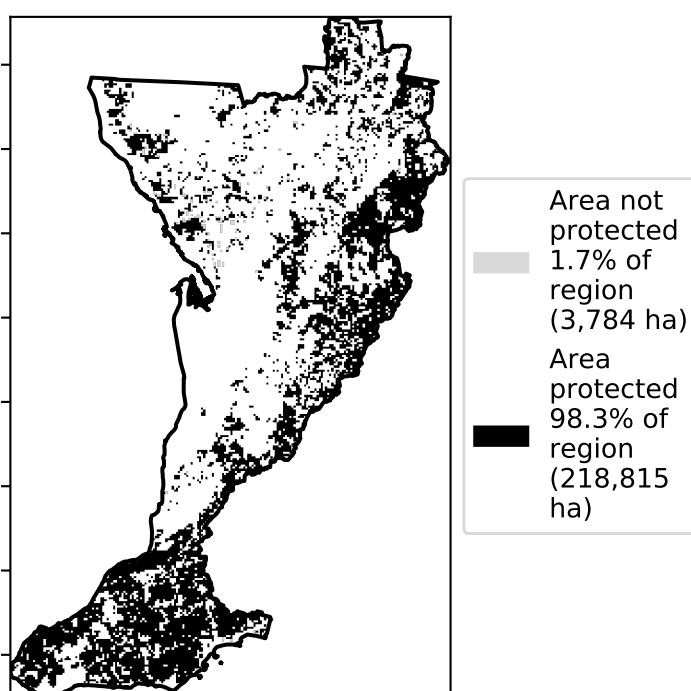 Area not
protected
1.7% of
region
(3,784 ha)
Area
protected
98.3% of
region
(218,815
ha)